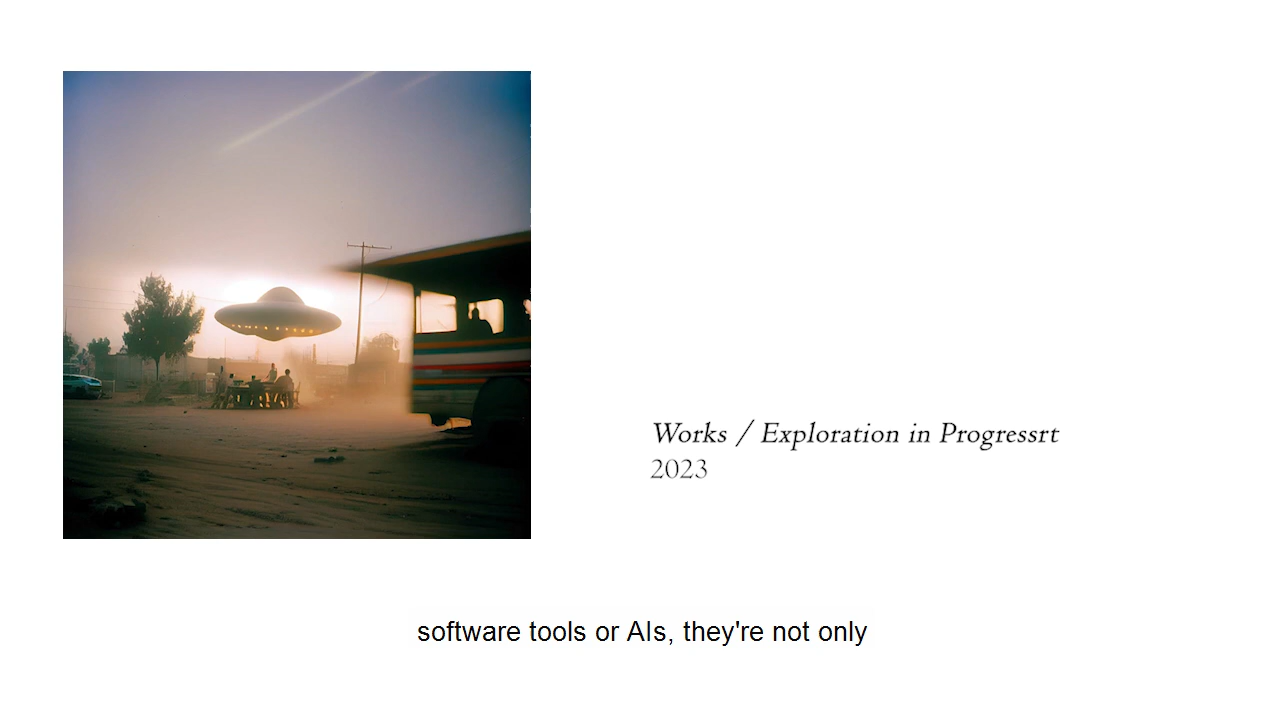 Works / Exploration in Progressrt
2023
software tools or AIs, they're not only